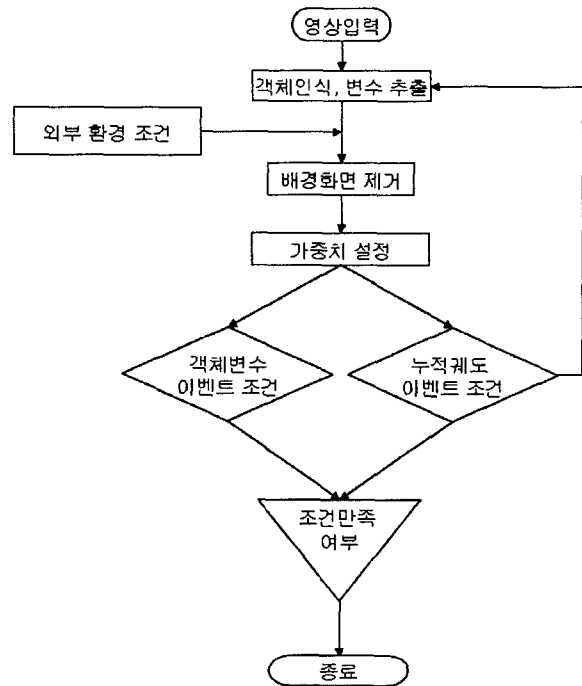 영상입력
객체인식, 변수 추출
외부 환경 조건
배경화면 제거
가중치 설정
객체변수
이벤트 조건
누적궤도
이벤트 조건
조건만족
여부
종료